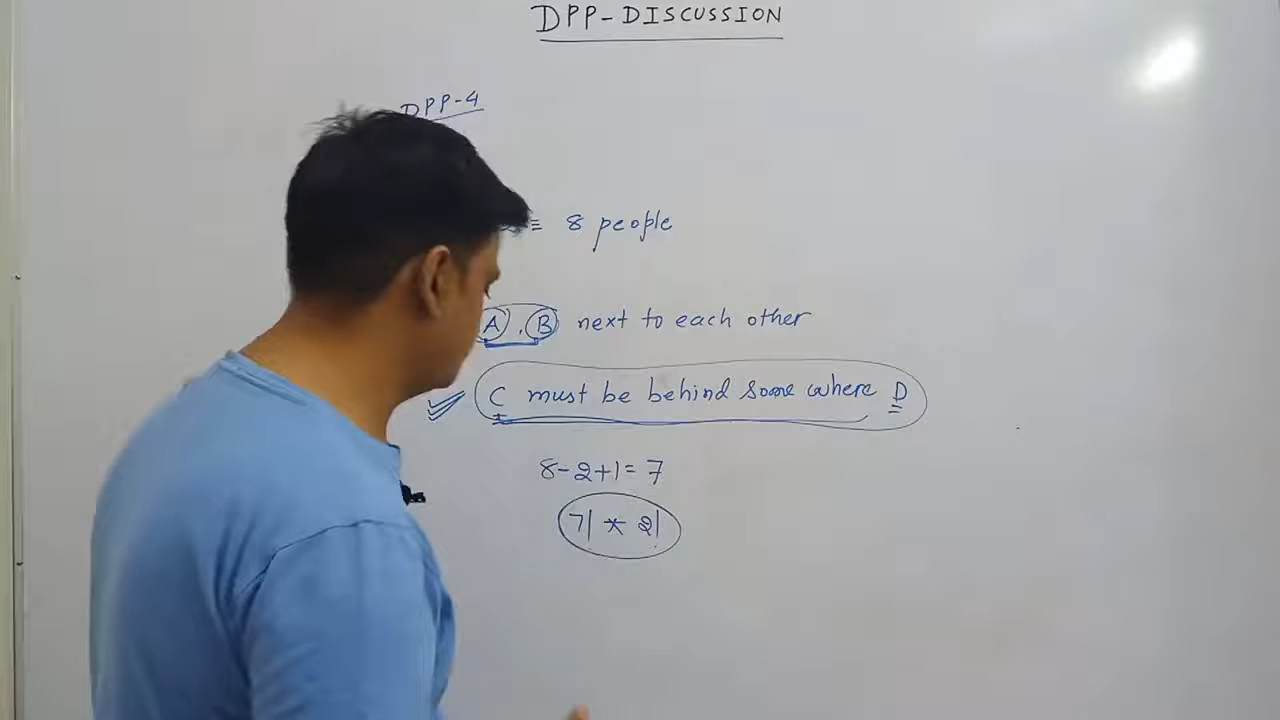 DPP-DISCUSSION
DPP-4
≡ 8 people
A, B next to each other
C must be behind some where D
8-2+1=7
7| * 2|